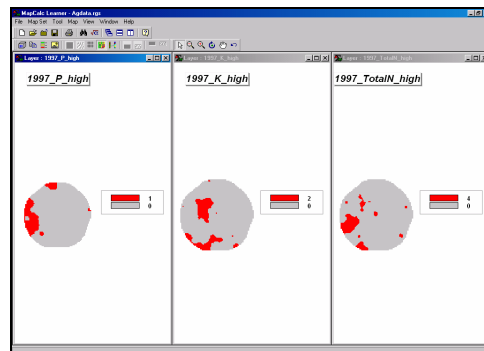 MapCalc Learner - Agdata.rgs
File Map Set Tool Map View Window Help
Layer : 1997_P_high
Layer : 1997_K_high
Layer : 1997_TotalN_high
1997_P_high
1997_K_high
1997_TotalN_high
1
0
2
0
4
0